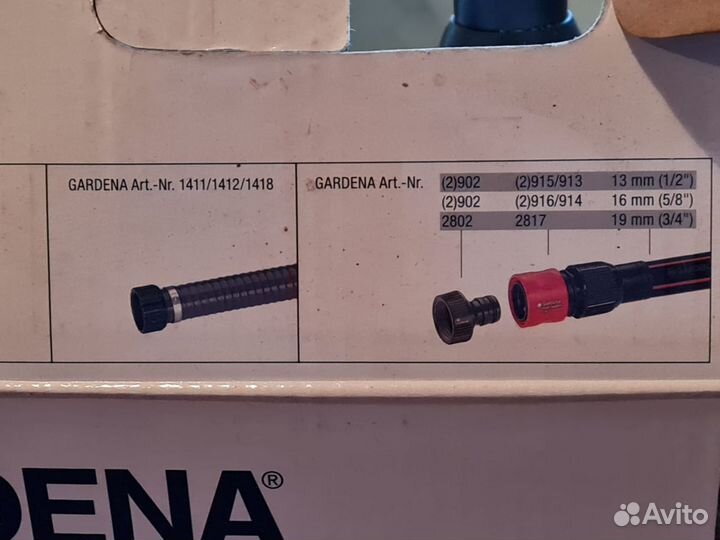 GARDENA Art.-Nr. 1411/1412/1418
GARDENA Art.-Nr. (2)902 (2)915/913 13 mm (1/2")
(2)902 (2)916/914 16 mm (5/8")
2802 2817 19 mm (3/4")
DENA®
Avito